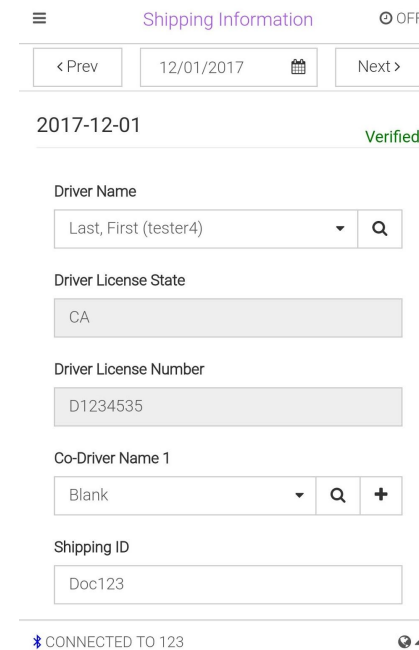 Shipping Information OFF
Prev 12/01/2017 Next
2017-12-01
Verified
Driver Name
Last, First (tester4)
Driver License State
CA
Driver License Number
D1234535
Co-Driver Name 1
Blank
Shipping ID
Doc123
CONNECTED TO 123